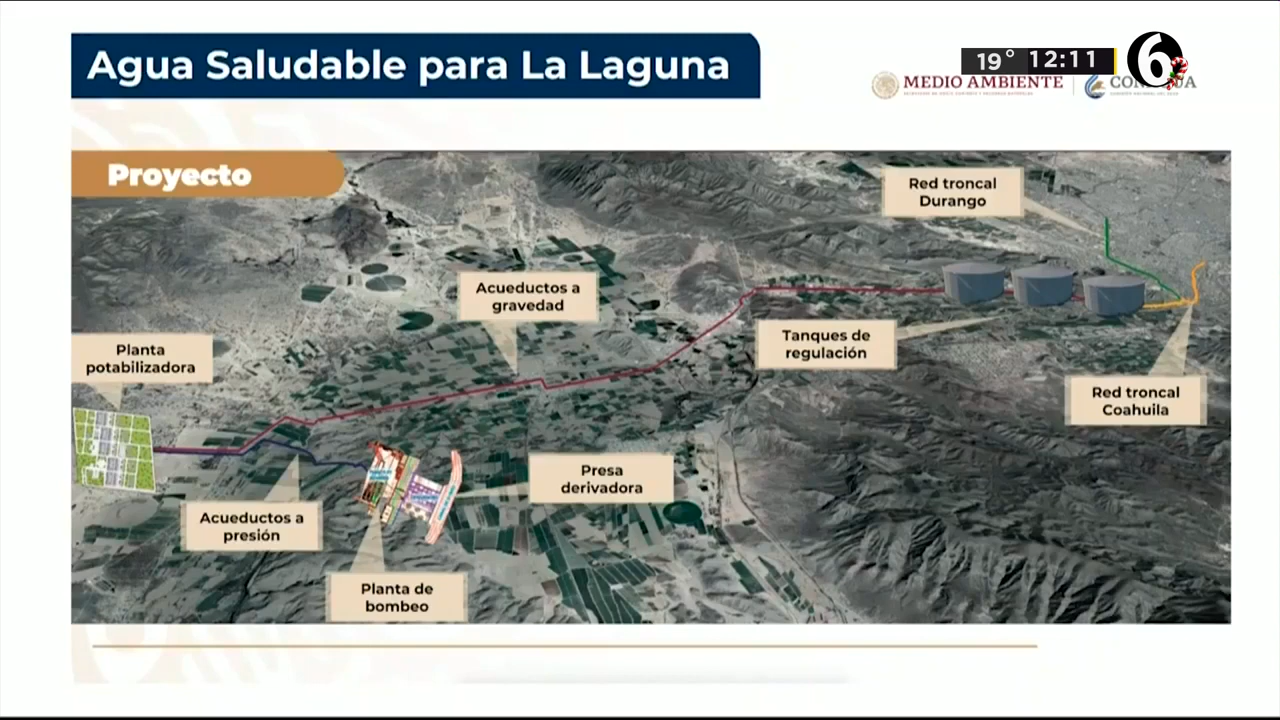 Agua Saludable para La Laguna
19° 12:11
6
MEDIO AMBIENTE
Proyecto
Red troncal
Durango
Acueductos a
gravedad
Tanques de
regulación
Planta
potabilizadora
Red troncal
Coahuila
Presa
derivadora
Acueductos a
presión
Planta de
bombeo